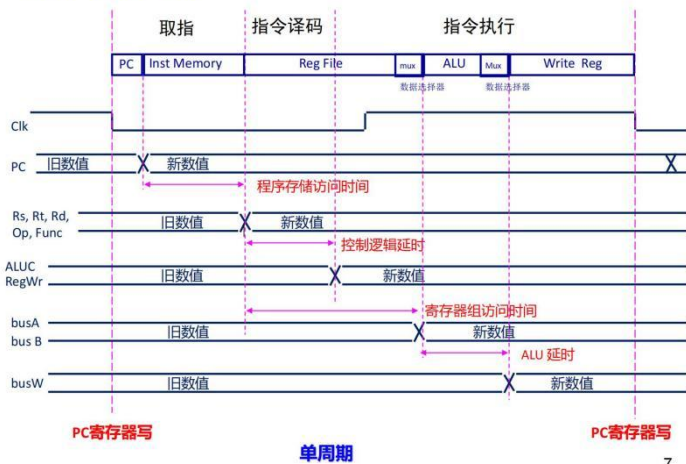 取指 指令译码 指令执行
PC Inst Memory Reg File mux ALU Mux Write Reg
数据选择器 数据选择器
Clk
PC 旧数值 新数值
程序存储访问时间
Rs, Rt, Rd,
Op, Func 旧数值 新数值
控制逻辑延时
ALUC
RegWr 旧数值 新数值
寄存器组访问时间
busA
bus B 旧数值 新数值
ALU 延时
busW 旧数值 新数值
PC寄存器写 PC寄存器写
单周期
7